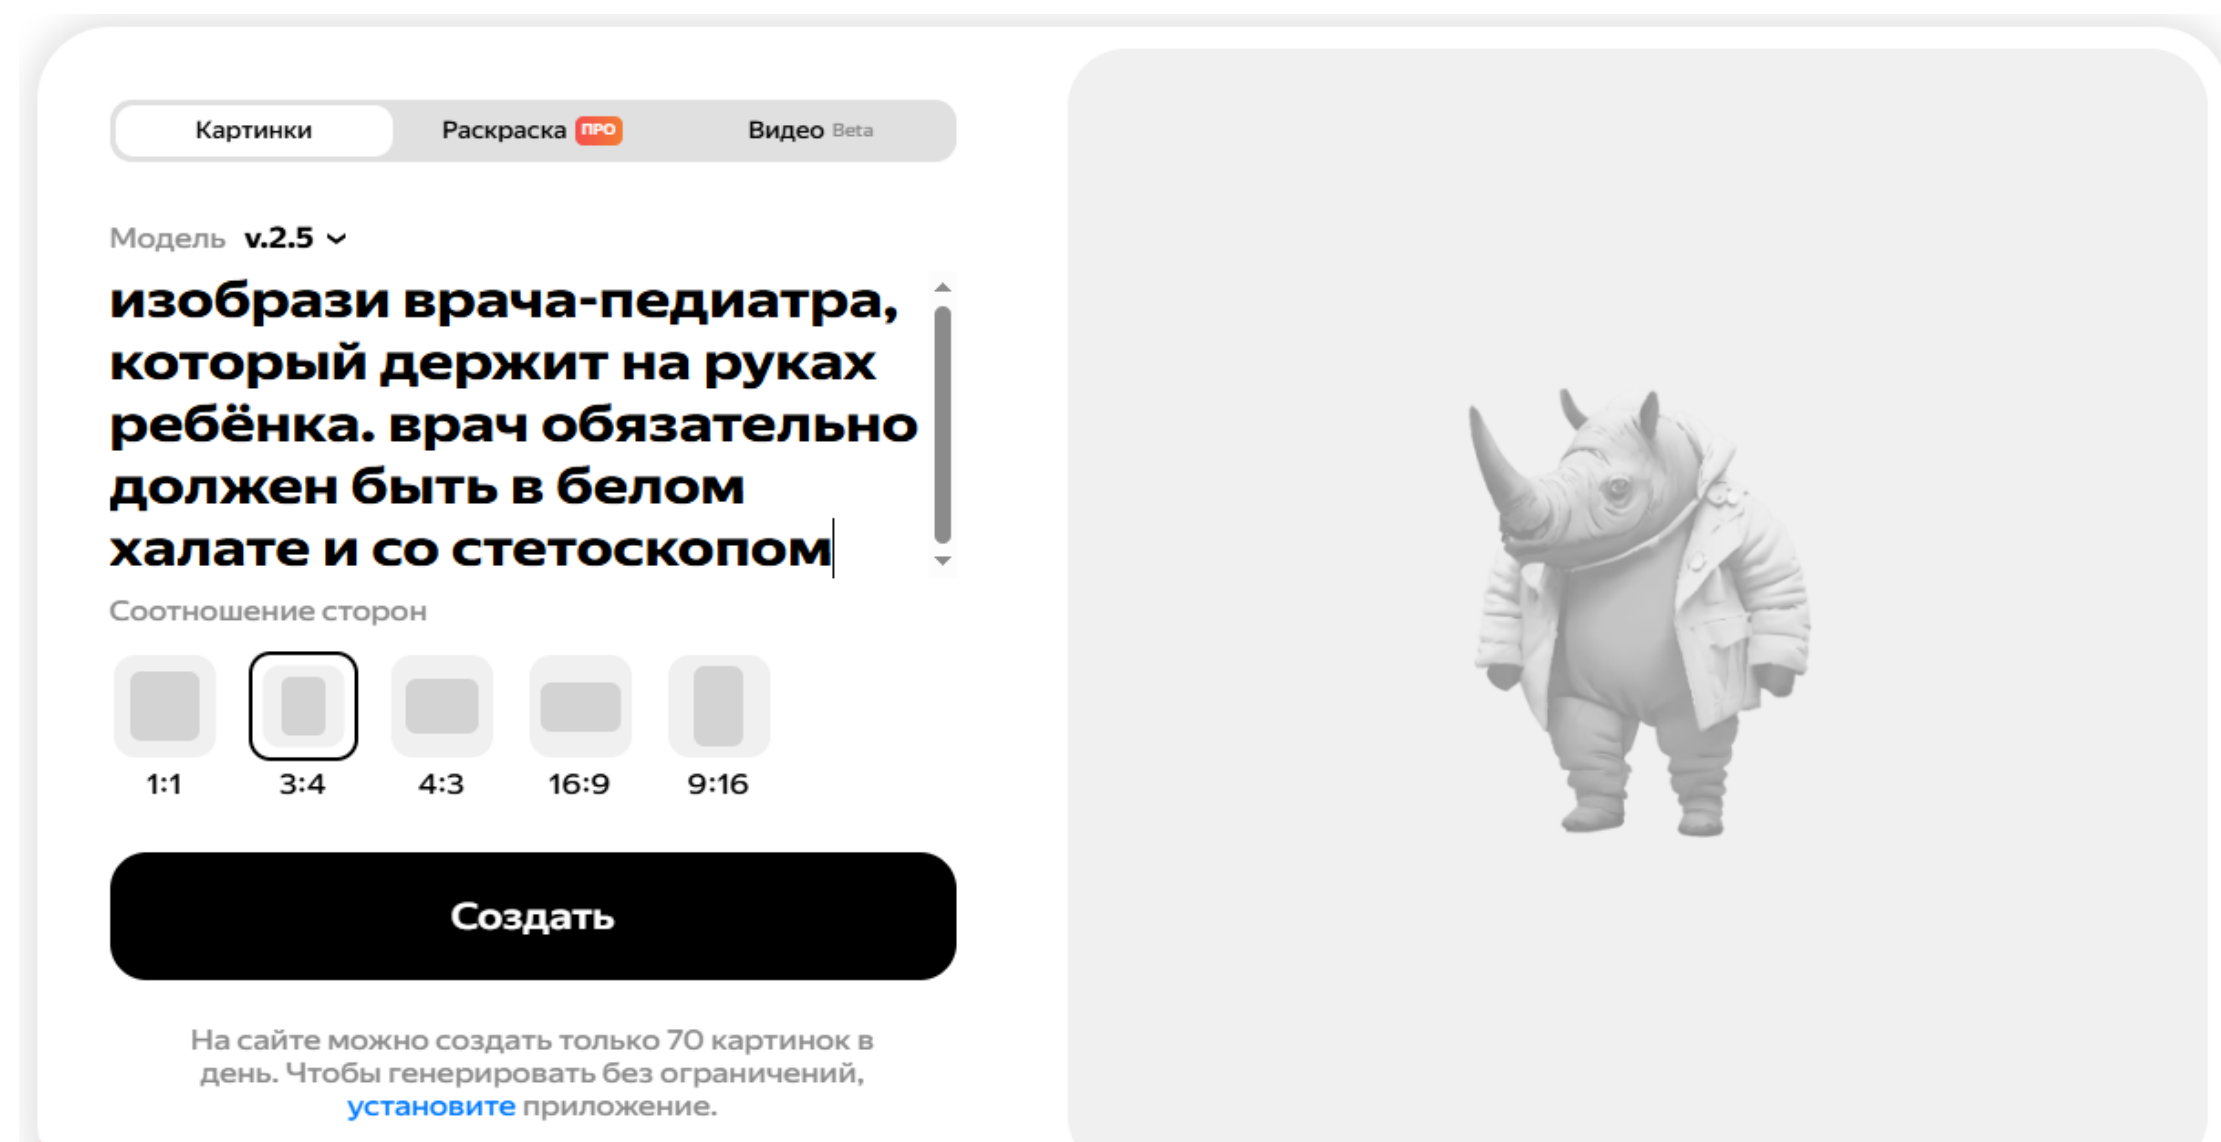 Картинки
Раскраска ПРО
Видео Beta
Модель v.2.5
изобрази врача-педиатра,
который держит на руках
ребёнка. врач обязательно
должен быть в белом
халате и со стетоскопом
Соотношение сторон
1:1
3:4
4:3
16:9
9:16
Создать
На сайте можно создать только 70 картинок в
день. Чтобы генерировать без ограничений,
установите приложение.